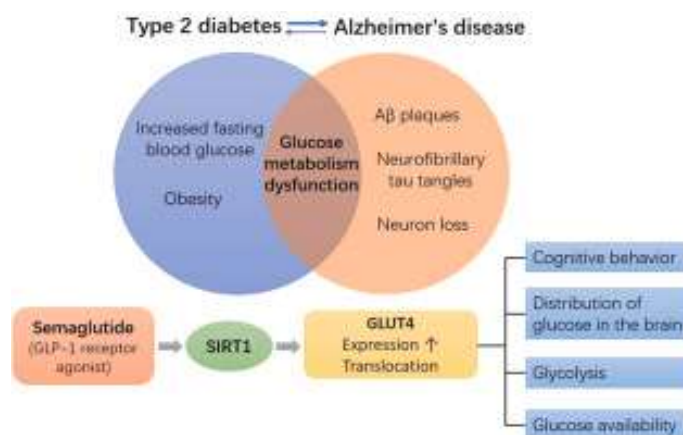 Type 2 diabetes Alzheimer's disease
Increased fasting
blood glucose
Obesity
Glucose
metabolism
dysfunction
Aβ plaques
Neurofibrillary
tau tangles
Neuron loss
Semaglutide
(GLP-1 receptor
agonist)
SIRT1
GLUT4
Expression ↑
Translocation
Cognitive behavior
Distribution of
glucose in the brain
Glycolysis
Glucose availability